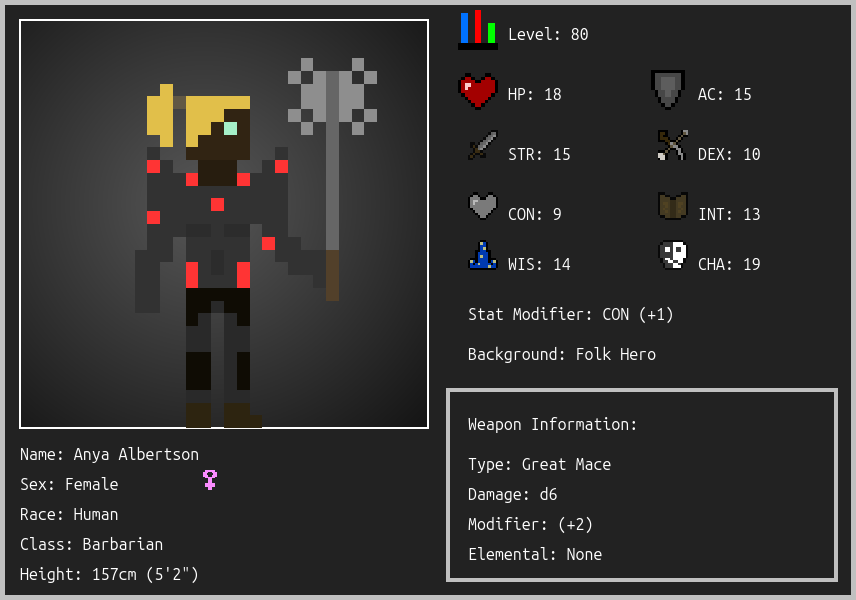 Level: 80
HP: 18
AC: 15
STR: 15
DEX: 10
CON: 9
INT: 13
WIS: 14
CHA: 19
Stat Modifier: CON (+1)
Background: Folk Hero
Weapon Information:
Type: Great Mace
Damage: d6
Modifier: (+2)
Elemental: None
Name: Anya Albertson
Sex: Female
Race: Human
Class: Barbarian
Height: 157cm (5'2")